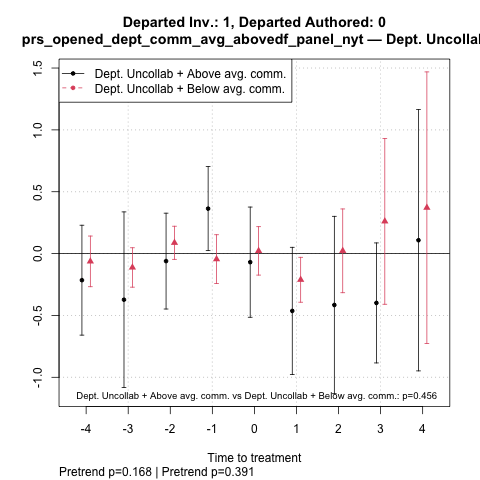 Departed Inv.: 1, Departed Authored: 0
prs_opened_dept_comm_avg_abovedf_panel_nyt — Dept. Uncollal
Dept. Uncollab + Above avg. comm.
Dept. Uncollab + Below avg. comm.
1.5
1.0
0.5
0.0
-0.5
-1.0
Dept. Uncollab + Above avg. comm. vs Dept. Uncollab + Below avg. comm.: p=0.456
-4 -3 -2 -1 0 1 2 3 4
Time to treatment
Pretrend p=0.168 | Pretrend p=0.391